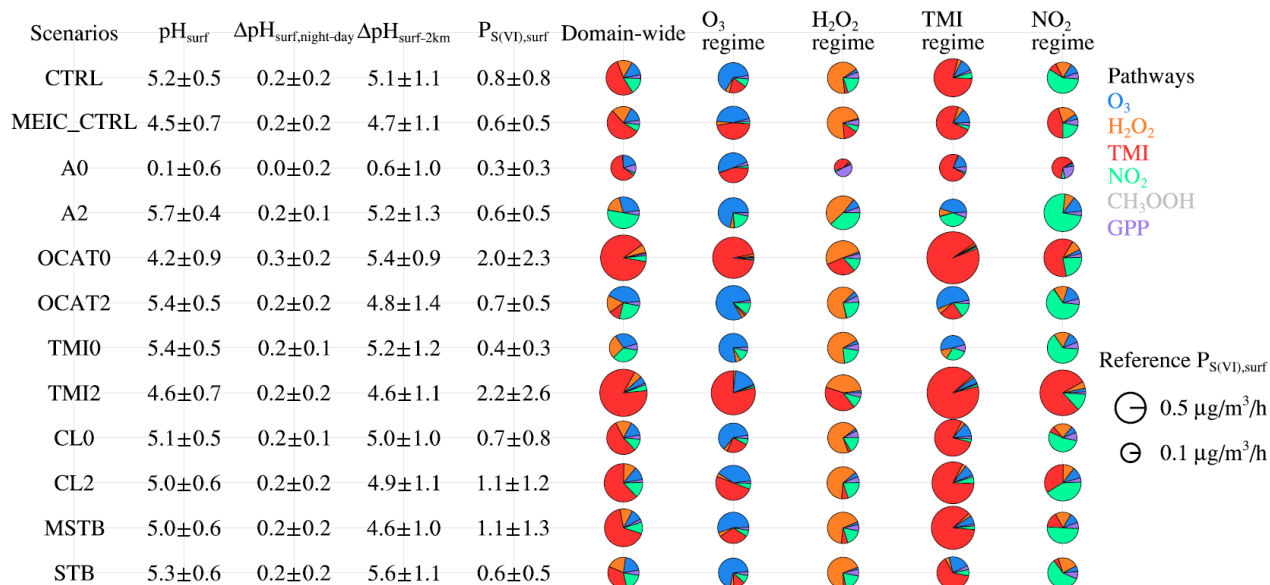 Scenarios pHsurf ΔpHsurf,night-day ΔpHsurf-2km PS(VI),surf Domain-wide O3 regime H2O2 regime TMI regime NO2 regime
CTRL 5.2±0.5 0.2±0.2 5.1±1.1 0.8±0.8
MEIC_CTRL 4.5±0.7 0.2±0.2 4.7±1.1 0.6±0.5
A0 0.1±0.6 0.0±0.2 0.6±1.0 0.3±0.3
A2 5.7±0.4 0.2±0.1 5.2±1.3 0.6±0.5
OCAT0 4.2±0.9 0.3±0.2 5.4±0.9 2.0±2.3
OCAT2 5.4±0.5 0.2±0.2 4.8±1.4 0.7±0.5
TMI0 5.4±0.5 0.2±0.1 5.2±1.2 0.4±0.3
TMI2 4.6±0.7 0.2±0.2 4.6±1.1 2.2±2.6
CL0 5.1±0.5 0.2±0.1 5.0±1.0 0.7±0.8
CL2 5.0±0.6 0.2±0.2 4.9±1.1 1.1±1.2
MSTB 5.0±0.6 0.2±0.2 4.6±1.0 1.1±1.3
STB 5.3±0.6 0.2±0.2 5.6±1.1 0.6±0.5
Pathways
O3
H2O2
TMI
NO2
CH3OOH
GPP
Reference PS(VI),surf
0.5 μg/m³/h
0.1 μg/m³/h